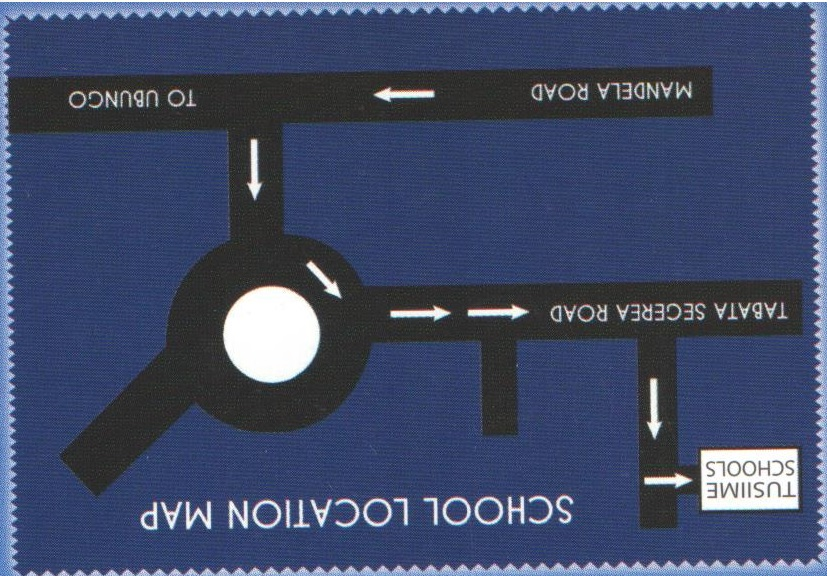 SCHOOL LOCATION MAP
TUSIIME
SCHOOLS
TABATA SEGEREA ROAD
MANDELA ROAD
TO UBUNGO